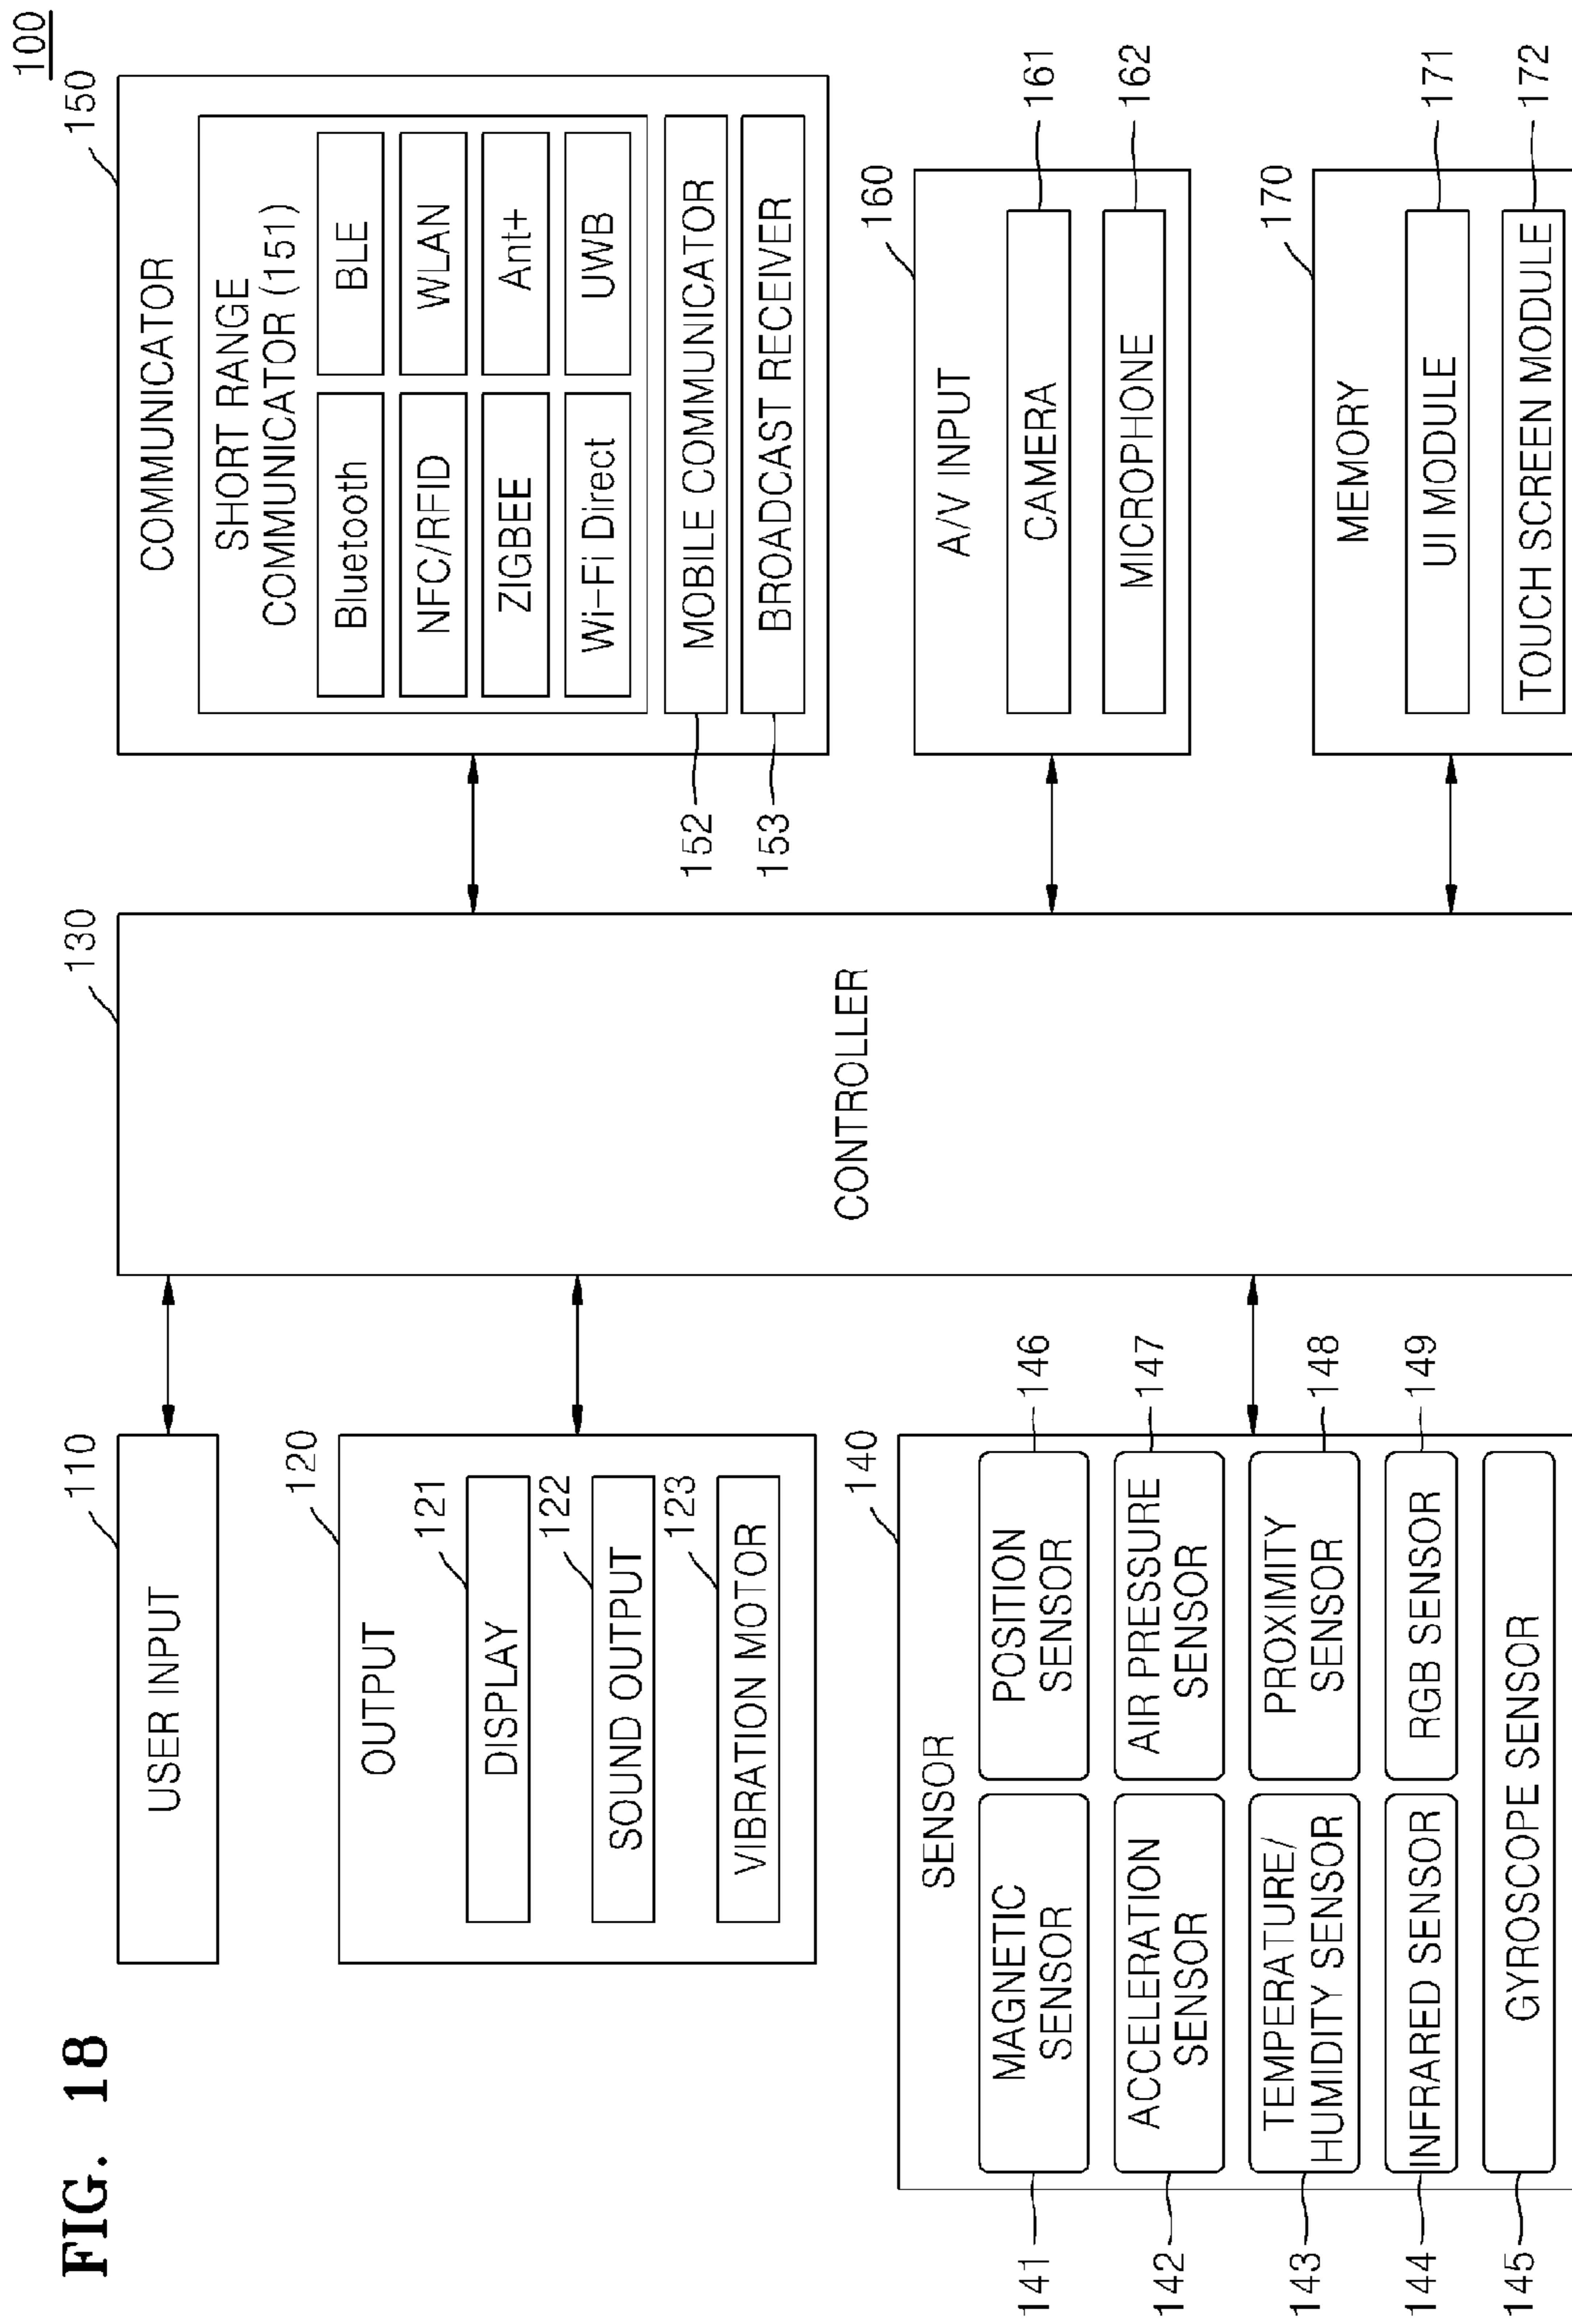 FIG. 18
100
110
USER INPUT
120
OUTPUT
121
DISPLAY
122
SOUND OUTPUT
123
VIBRATION MOTOR
140
SENSOR
141
MAGNETIC
SENSOR
POSITION
SENSOR
146
142
ACCELERATION
SENSOR
AIR PRESSURE
SENSOR
147
143
TEMPERATURE/
HUMIDITY SENSOR
PROXIMITY
SENSOR
148
144
INFRARED SENSOR
RGB SENSOR
149
145
GYROSCOPE SENSOR
130
CONTROLLER
150
COMMUNICATOR
SHORT RANGE
COMMUNICATOR (151)
Bluetooth
BLE
NFC/RFID
WLAN
ZIGBEE
Ant+
Wi-Fi Direct
UWB
152
MOBILE COMMUNICATOR
153
BROADCAST RECEIVER
160
A/V INPUT
CAMERA
161
MICROPHONE
162
170
MEMORY
UI MODULE
171
TOUCH SCREEN MODULE
172